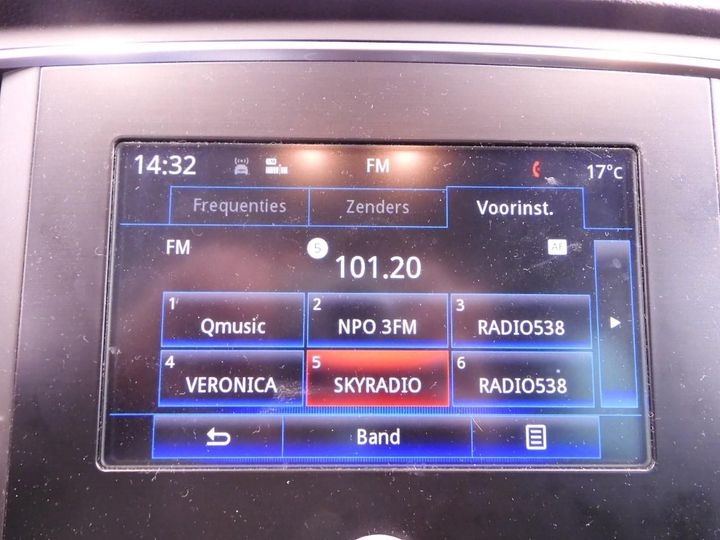 14:32 FM 17°C
Frequenties Zenders Voorinst.
FM 5 AF
101.20
1 Qmusic
2 NPO 3FM
3 RADIO538
4 VERONICA
5 SKYRADIO
6 RADIO538
Band